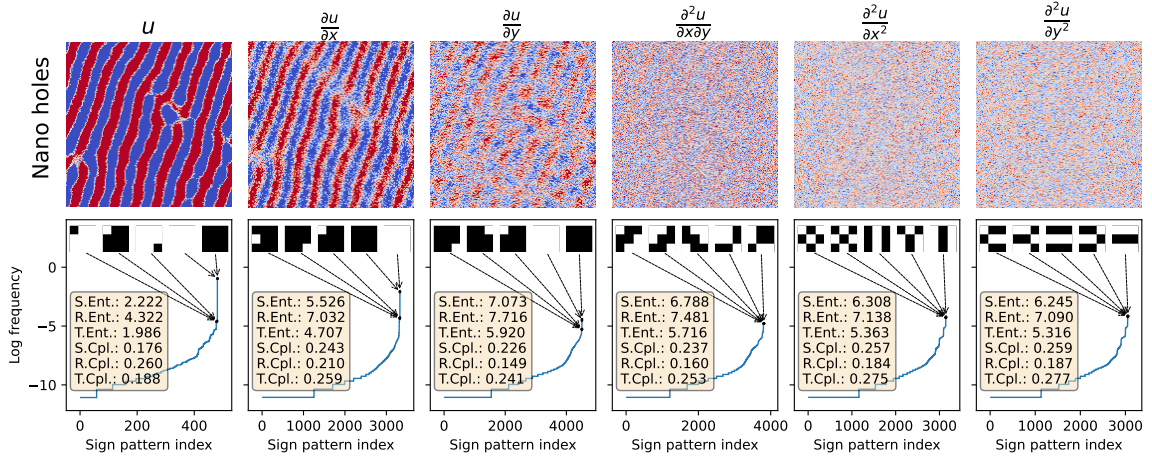 u
∂u/∂x
∂u/∂y
∂²u/∂x∂y
∂²u/∂x²
∂²u/∂y²
Nano holes
Log frequency
0
−5
−10
S.Ent.: 2.222
R.Ent.: 4.322
T.Ent.: 1.986
S.Cpl.: 0.176
R.Cpl.: 0.260
T.Cpl.: 0.188
0 200 400
Sign pattern index
S.Ent.: 5.526
R.Ent.: 7.032
T.Ent.: 4.707
S.Cpl.: 0.243
R.Cpl.: 0.210
T.Cpl.: 0.259
0 1000 2000 3000
Sign pattern index
S.Ent.: 7.073
R.Ent.: 7.716
T.Ent.: 5.920
S.Cpl.: 0.226
R.Cpl.: 0.149
T.Cpl.: 0.241
0 2000 4000
Sign pattern index
S.Ent.: 6.788
R.Ent.: 7.481
T.Ent.: 5.716
S.Cpl.: 0.237
R.Cpl.: 0.160
T.Cpl.: 0.253
0 2000 4000
Sign pattern index
S.Ent.: 6.308
R.Ent.: 7.138
T.Ent.: 5.363
S.Cpl.: 0.257
R.Cpl.: 0.184
T.Cpl.: 0.275
0 1000 2000 3000
Sign pattern index
S.Ent.: 6.245
R.Ent.: 7.090
T.Ent.: 5.316
S.Cpl.: 0.259
R.Cpl.: 0.187
T.Cpl.: 0.277
0 1000 2000 3000
Sign pattern index